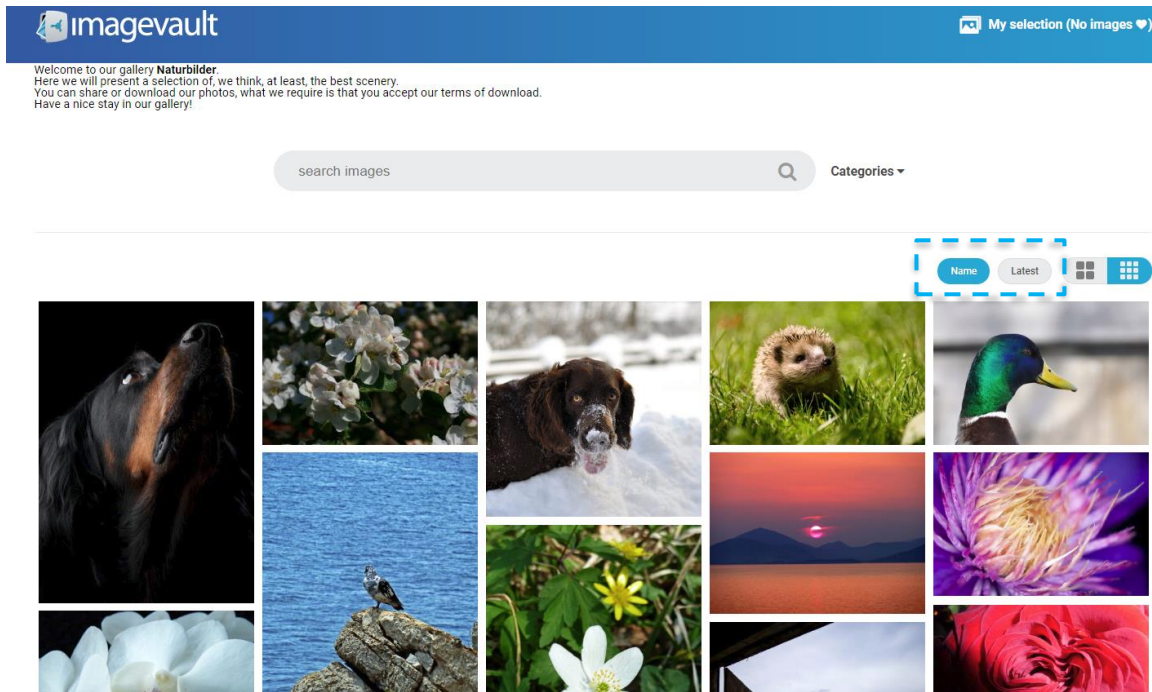 imagevault
My selection (No images ♥)
Welcome to our gallery Naturbilder.
Here we will present a selection of, we think, at least, the best scenery.
You can share or download our photos, what we require is that you accept our terms of download.
Have a nice stay in our gallery!
search images
Categories
Name
Latest